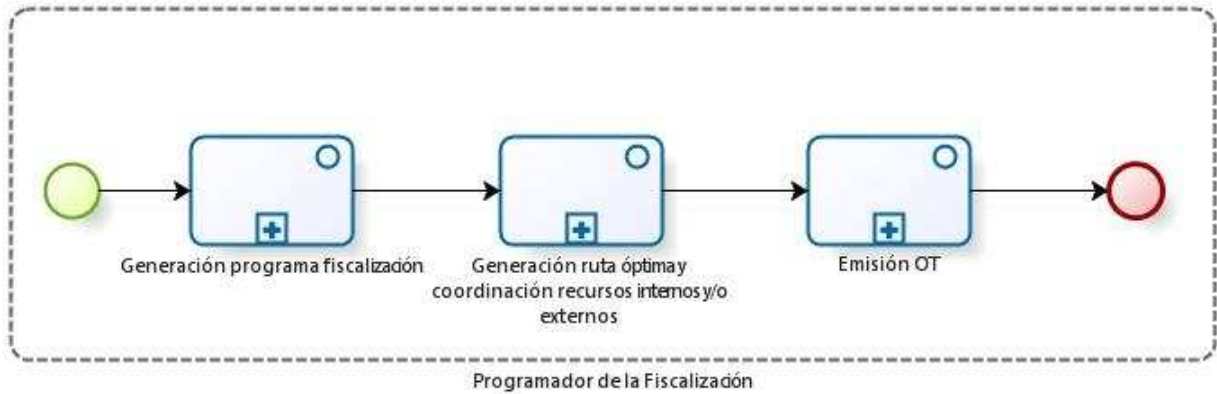 Generación programa fiscalización
Generación ruta óptima y
coordinación recursos internos y/o
externos
Emisión OT
Programador de la Fiscalización